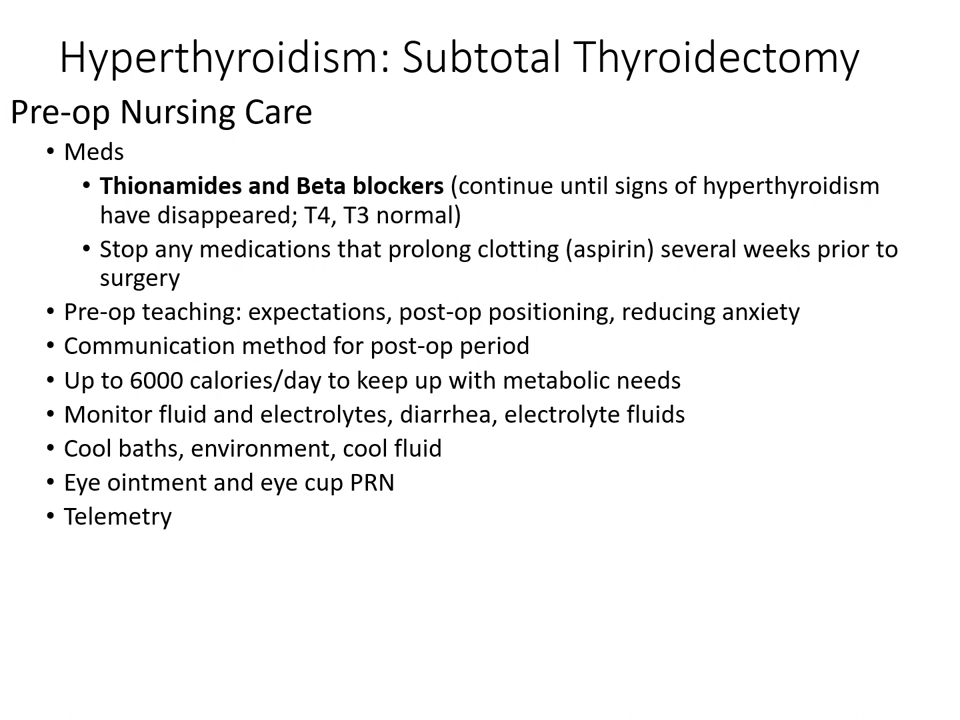 Hyperthyroidism: Subtotal Thyroidectomy
Pre-op Nursing Care
• Meds
• Thionamides and Beta blockers (continue until signs of hyperthyroidism
have disappeared; T4, T3 normal)
• Stop any medications that prolong clotting (aspirin) several weeks prior to
surgery
• Pre-op teaching: expectations, post-op positioning, reducing anxiety
• Communication method for post-op period
• Up to 6000 calories/day to keep up with metabolic needs
• Monitor fluid and electrolytes, diarrhea, electrolyte fluids
• Cool baths, environment, cool fluid
• Eye ointment and eye cup PRN
• Telemetry